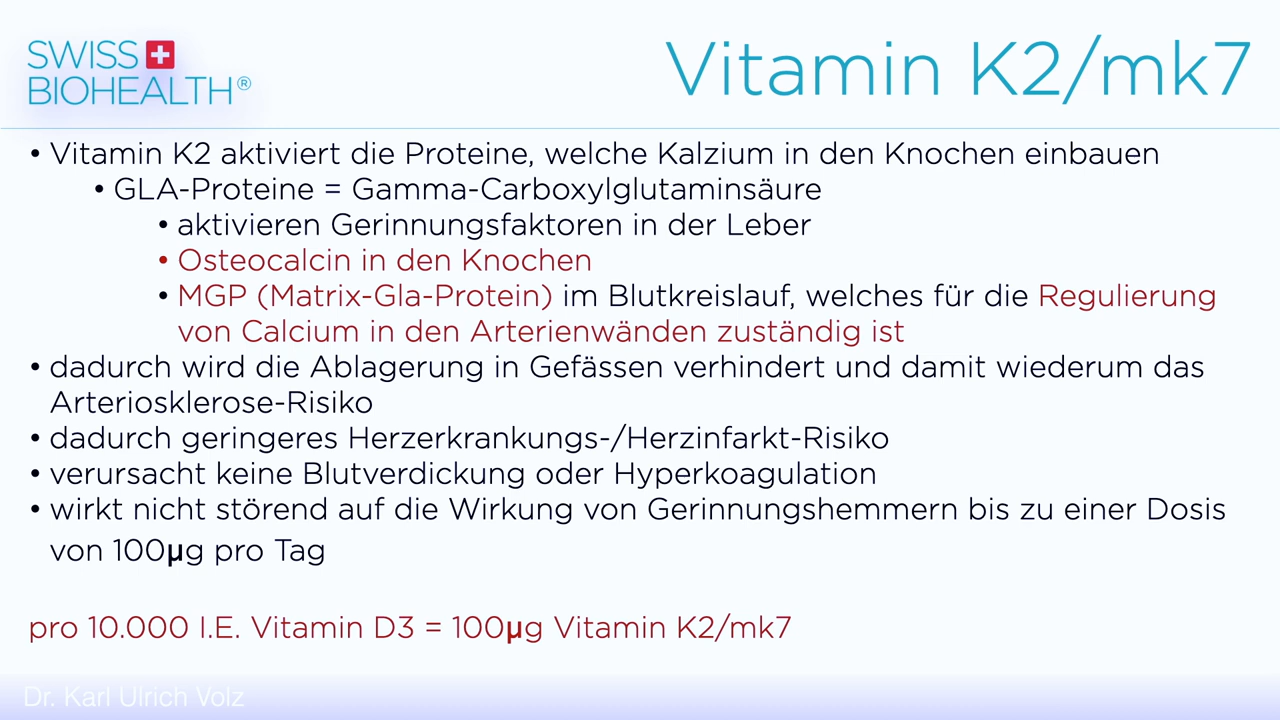 SWISS
BIOHEALTH®
Vitamin K2/mk7
• Vitamin K2 aktiviert die Proteine, welche Kalzium in den Knochen einbauen
• GLA-Proteine = Gamma-Carboxylglutaminsäure
• aktivieren Gerinnungsfaktoren in der Leber
• Osteocalcin in den Knochen
• MGP (Matrix-Gla-Protein) im Blutkreislauf, welches für die Regulierung
von Calcium in den Arterienwänden zuständig ist
• dadurch wird die Ablagerung in Gefässen verhindert und damit wiederum das
Arteriosklerose-Risiko
• dadurch geringeres Herzerkrankungs-/Herzinfarkt-Risiko
• verursacht keine Blutverdickung oder Hyperkoagulation
• wirkt nicht störend auf die Wirkung von Gerinnungshemmern bis zu einer Dosis
von 100µg pro Tag
pro 10.000 I.E. Vitamin D3 = 100µg Vitamin K2/mk7
Dr. Karl Ulrich Volz